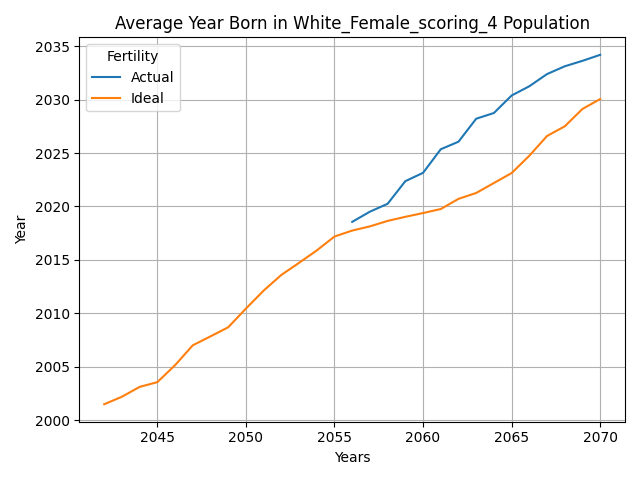 Average Year Born in White_Female_scoring_4 Population
Fertility
Actual
Ideal
2035
2030
2025
2020
2015
2010
2005
2000
Year
2045 2050 2055 2060 2065 2070
Years